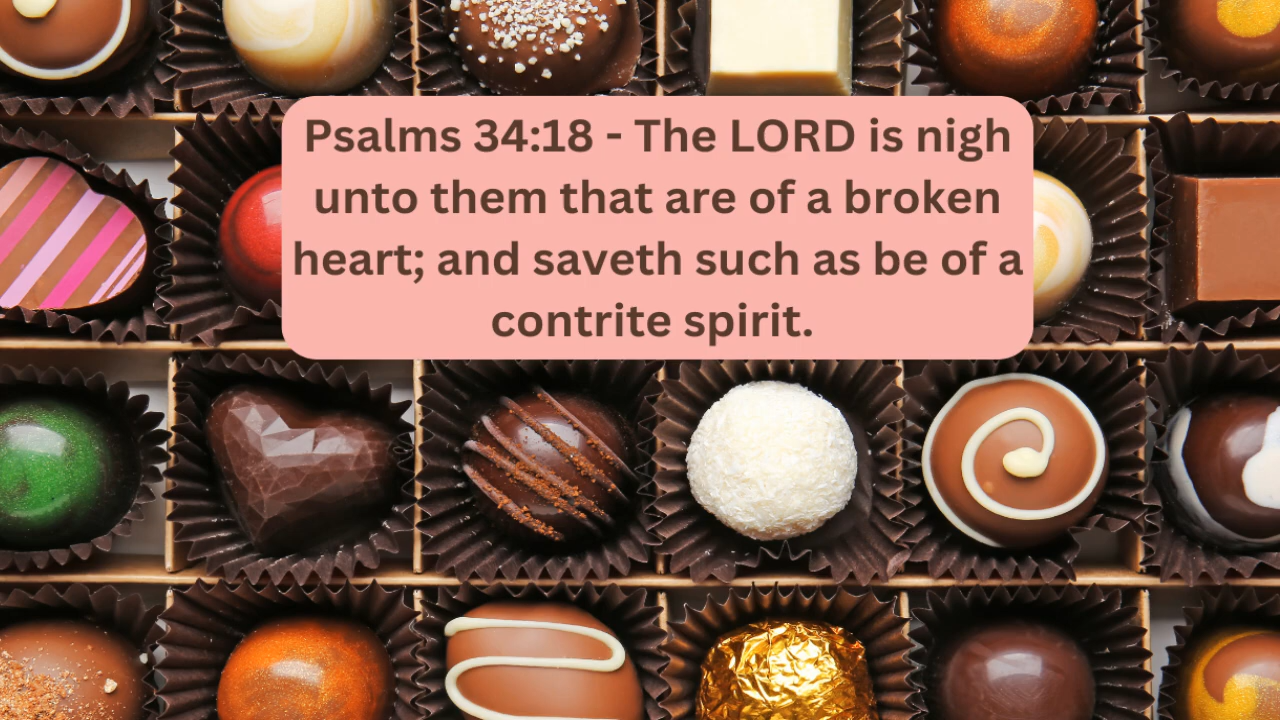 Psalms 34:18 - The LORD is nigh
unto them that are of a broken
heart; and saveth such as be of a
contrite spirit.